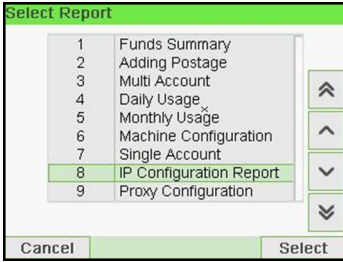 Select Report
1 Funds Summary
2 Adding Postage
3 Multi Account
4 Daily Usage
5 Monthly Usage
6 Machine Configuration
7 Single Account
8 IP Configuration Report
9 Proxy Configuration
Cancel Select